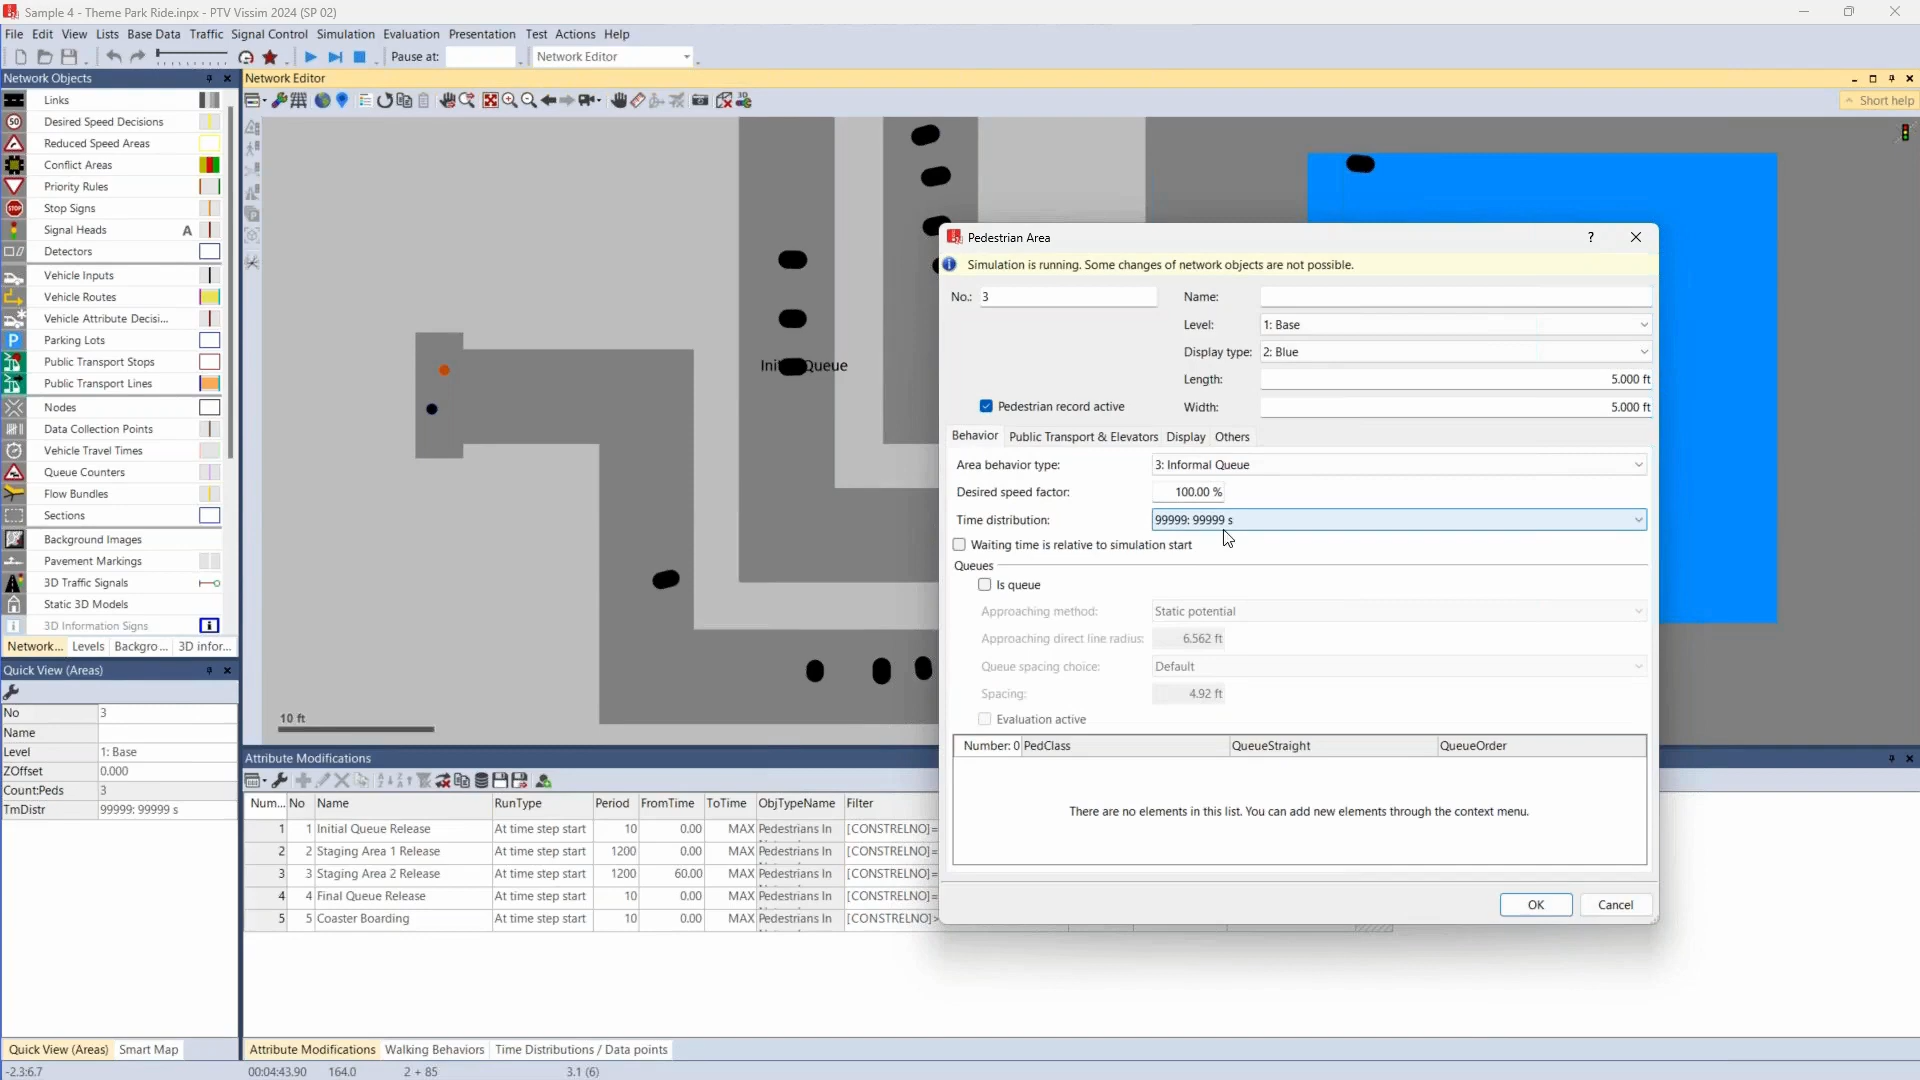 Sample 4 - Theme Park Ride.inpx - PTV Vissim 2024 (SP 02)
File Edit View Lists Base Data Traffic Signal Control Simulation Evaluation Presentation Test Actions Help
Pause at: Network Editor
Network Objects
Links
50 Desired Speed Decisions
Reduced Speed Areas
Conflict Areas
Priority Rules
STOP Stop Signs
Signal Heads A
Detectors
Vehicle Inputs
Vehicle Routes
Vehicle Attribute Decisi...
P Parking Lots
Public Transport Stops
Public Transport Lines
Nodes
Data Collection Points
Vehicle Travel Times
Queue Counters
Flow Bundles
Sections
Background Images
Pavement Markings
3D Traffic Signals
Static 3D Models
3D Information Signs
Network... Levels Backgro... 3D infor...
Quick View (Areas)
No 3
Name
Level 1: Base
ZOffset 0.000
Count:Peds 3
TmDistr 99999: 99999 s
Quick View (Areas) Smart Map
Network Editor
Short help
10 ft
Pedestrian Area
Simulation is running. Some changes of network objects are not possible.
No.: 3 Name:
Level: 1: Base
Display type: 2: Blue
Length: 5.000 ft
Pedestrian record active Width: 5.000 ft
Behavior Public Transport & Elevators Display Others
Area behavior type: 3: Informal Queue
Desired speed factor: 100.00 %
Time distribution: 99999: 99999 s
Waiting time is relative to simulation start
Queues
Is queue
Approaching method: Static potential
Approaching direct line radius: 6.562 ft
Queue spacing choice: Default
Spacing: 4.92 ft
Evaluation active
Number: 0 PedClass QueueStraight QueueOrder
There are no elements in this list. You can add new elements through the context menu.
OK Cancel
Attribute Modifications
Num... No Name RunType Period FromTime ToTime ObjTypeName Filter
1 1 Initial Queue Release At time step start 10 0.00 MAX Pedestrians In [CONSTRELNO]=
2 2 Staging Area 1 Release At time step start 1200 0.00 MAX Pedestrians In [CONSTRELNO]=
3 3 Staging Area 2 Release At time step start 1200 60.00 MAX Pedestrians In [CONSTRELNO]=
4 4 Final Queue Release At time step start 10 0.00 MAX Pedestrians In [CONSTRELNO]=
5 5 Coaster Boarding At time step start 10 0.00 MAX Pedestrians In [CONSTRELNO]>
Attribute Modifications Walking Behaviors Time Distributions / Data points
-2.3:6.7 00:04:43.90 164.0 2 + 85 3.1 (6)